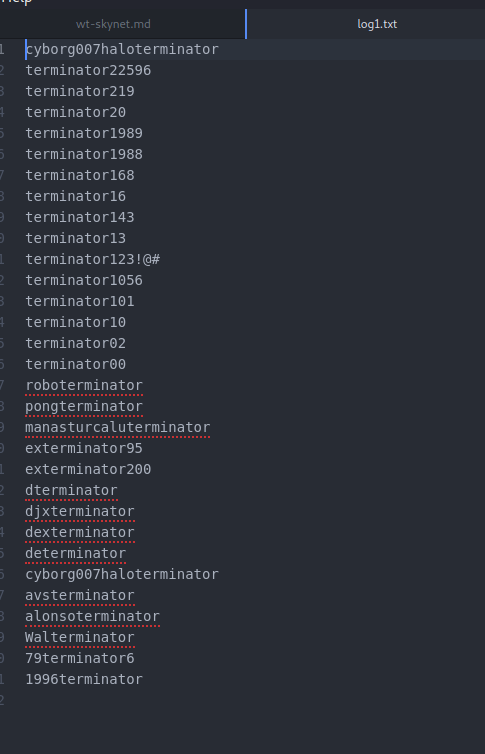 Help
wt-skynet.md
log1.txt
1 cyborg007haloterminator
2 terminator22596
3 terminator219
4 terminator20
5 terminator1989
6 terminator1988
7 terminator168
8 terminator16
9 terminator143
0 terminator13
1 terminator123!@#
2 terminator1056
3 terminator101
4 terminator10
5 terminator02
6 terminator00
7 roboterminator
8 pongterminator
9 manasturcaluterminator
0 exterminator95
1 exterminator200
2 dterminator
3 djxterminator
4 dexterminator
5 determinator
6 cyborg007haloterminator
7 avsterminator
8 alonsoterminator
9 Walterminator
0 79terminator6
1 1996terminator
2